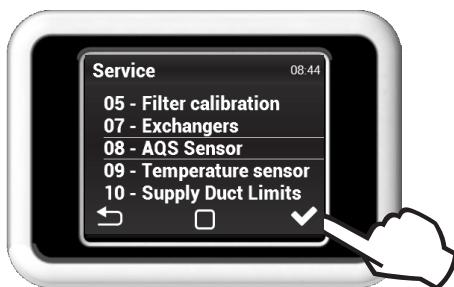 Service 08:44
05 - Filter calibration
07 - Exchangers
08 - AQS Sensor
09 - Temperature sensor
10 - Supply Duct Limits